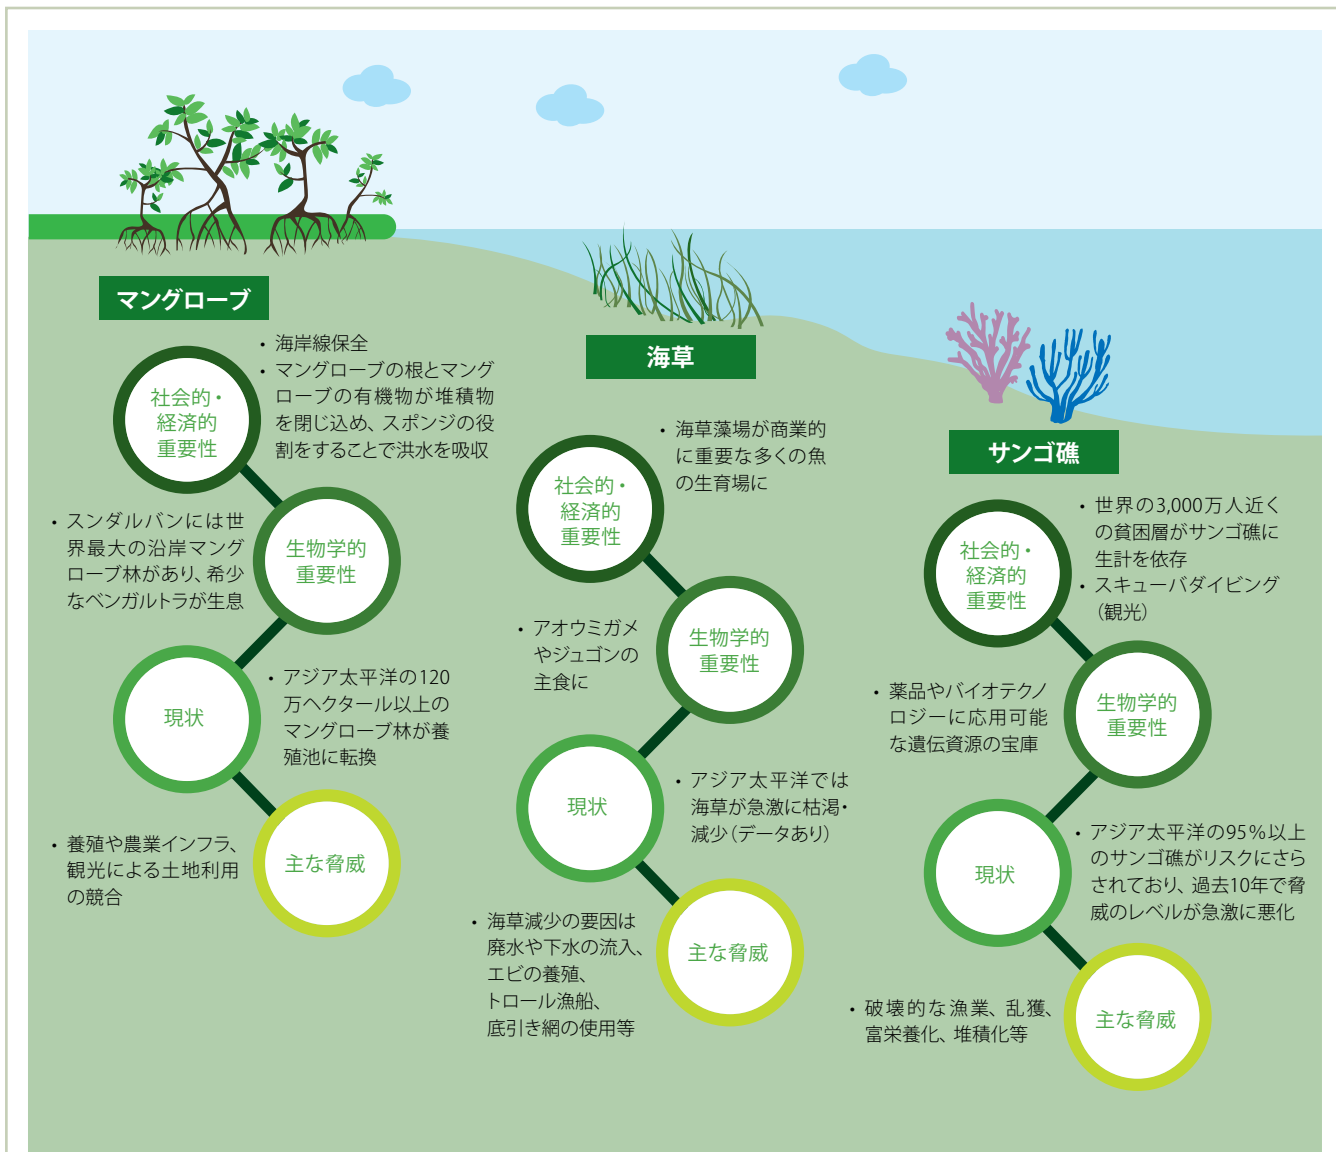 マングローブ
社会的・
経済的
重要性
・海岸線保全
・マングローブの根とマング
ローブの有機物が堆積物
を閉じ込め、スポンジの役
割をすることで洪水を吸収
生物学的
重要性
・スンダルバンには世
界最大の沿岸マング
ローブ林があり、希少
なベンガルトラが生息
現状
・アジア太平洋の120
万ヘクタール以上の
マングローブ林が養
殖池に転換
主な脅威
・養殖や農業インフラ、
観光による土地利用
の競合
海草
社会的・
経済的
重要性
・海草藻場が商業的
に重要な多くの魚
の生育場に
生物学的
重要性
・アオウミガメ
やジュゴンの
主食に
現状
・アジア太平洋では
海草が急激に枯渇・
減少（データあり）
主な脅威
・海草減少の要因は
廃水や下水の流入、
エビの養殖、
トロール漁船、
底引き網の使用等
サンゴ礁
社会的・
経済的
重要性
・世界の3,000万人近く
の貧困層がサンゴ礁に
生計を依存
・スキューバダイビング
（観光）
生物学的
重要性
・薬品やバイオテクノ
ロジーに応用可能
な遺伝資源の宝庫
現状
・アジア太平洋の95％以上
のサンゴ礁がリスクにさら
されており、過去10年で脅
威のレベルが急激に悪化
主な脅威
・破壊的な漁業、乱獲、
富栄養化、堆積化等